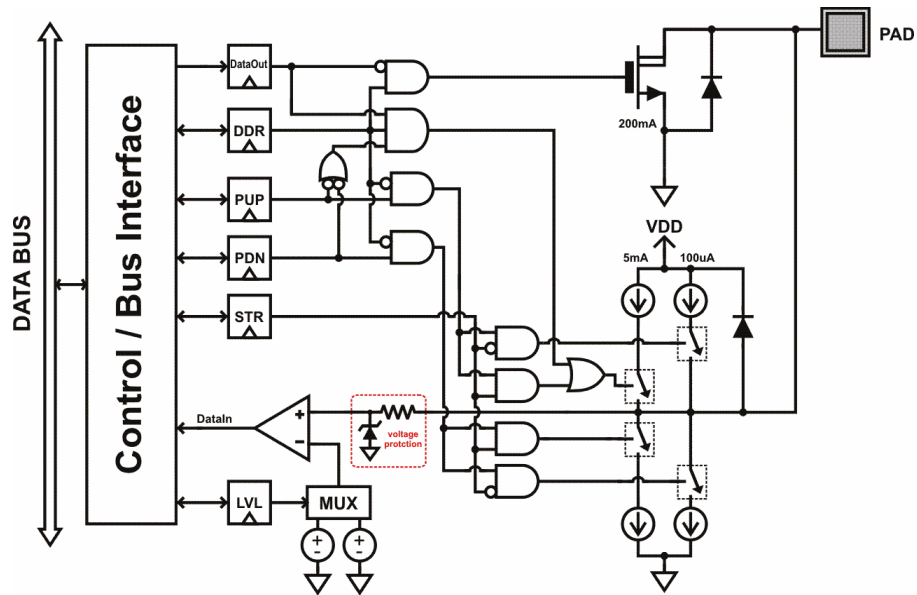 PAD
DataOut
DDR
200mA
PUP
VDD
PDN
5mA
100uA
STR
DATA BUS
Control / Bus Interface
DataIn
+
−
voltage
protction
LVL
MUX
+
-
+
-